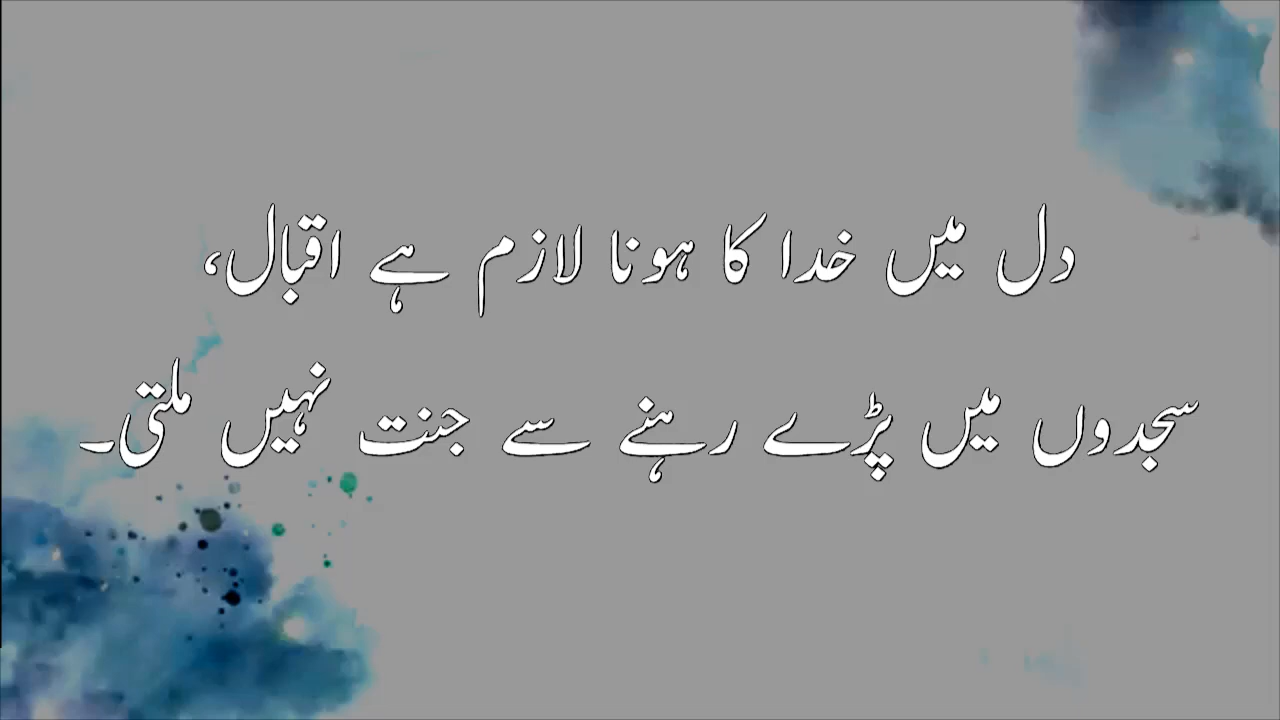 دل میں خدا کا ہونا لازم ہے اقبال،
سجدوں میں پڑے رہنے سے جنت نہیں ملتی۔